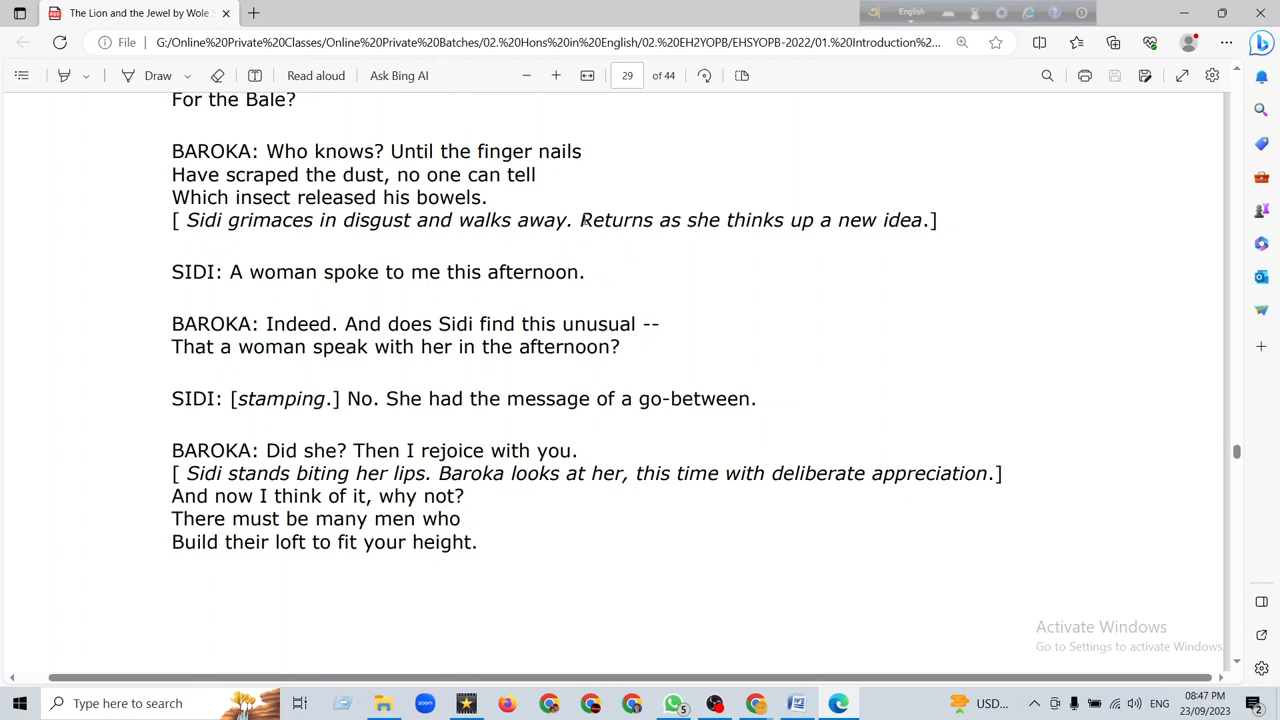 The Lion and the Jewel by Wole S
English
File
G:/Online%20Private%20Classes/Online%20Private%20Batches/02.%20Hons%20in%20English/02.%20EH2YOPB/EHSYOPB-2022/01.%20Introduction%2...
Draw
Read aloud
Ask Bing AI
29 of 44
For the Bale?
BAROKA: Who knows? Until the finger nails
Have scraped the dust, no one can tell
Which insect released his bowels.
[ Sidi grimaces in disgust and walks away. Returns as she thinks up a new idea.]
SIDI: A woman spoke to me this afternoon.
BAROKA: Indeed. And does Sidi find this unusual --
That a woman speak with her in the afternoon?
SIDI: [stamping.] No. She had the message of a go-between.
BAROKA: Did she? Then I rejoice with you.
[ Sidi stands biting her lips. Baroka looks at her, this time with deliberate appreciation.]
And now I think of it, why not?
There must be many men who
Build their loft to fit your height.
Activate Windows
Go to Settings to activate Windows.
Type here to search
zoom
5
USD...
ENG
08:47 PM
23/09/2023
2